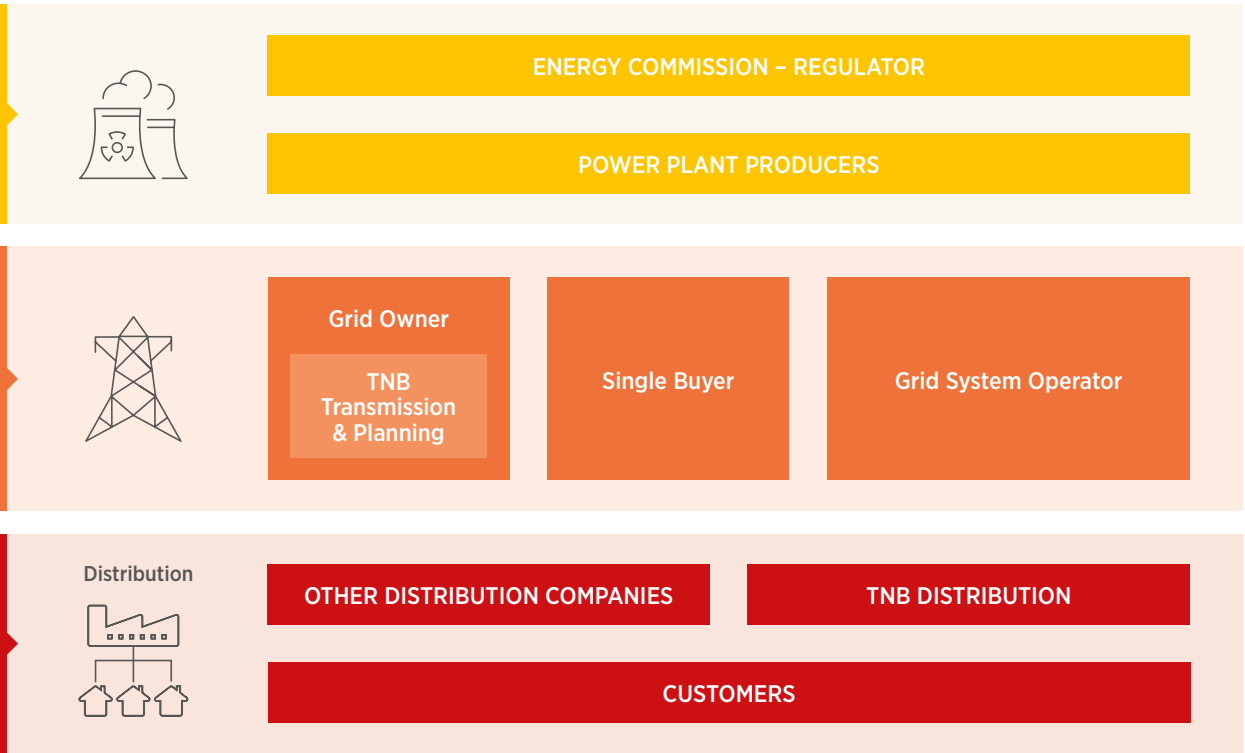 ENERGY COMMISSION – REGULATOR
POWER PLANT PRODUCERS
Grid Owner
TNB
Transmission
& Planning
Single Buyer
Grid System Operator
Distribution
OTHER DISTRIBUTION COMPANIES
TNB DISTRIBUTION
CUSTOMERS